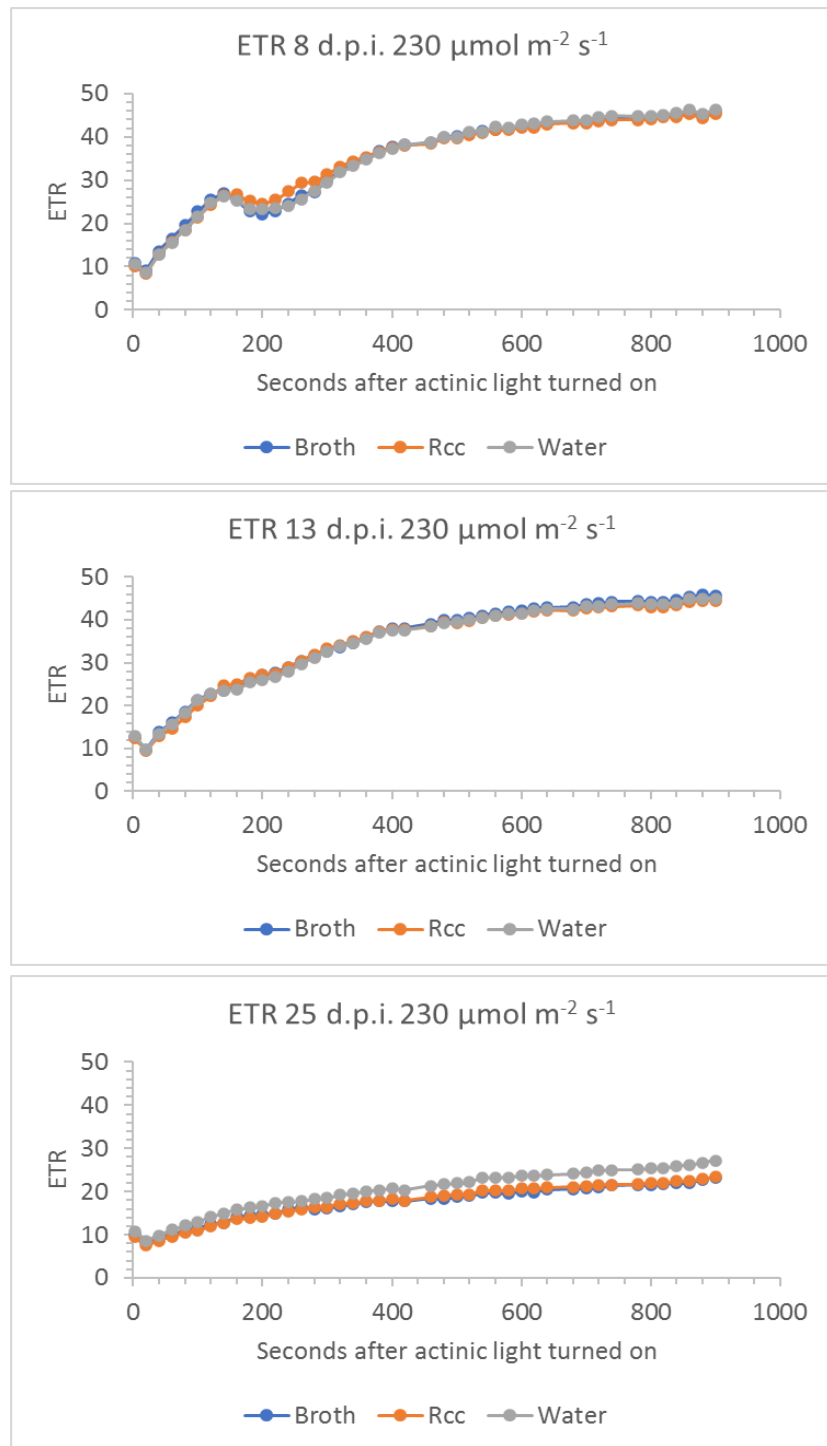 ETR 8 d.p.i. 230 µmol m⁻² s⁻¹
50
40
30
20
10
0
ETR
0 200 400 600 800 1000
Seconds after actinic light turned on
Broth Rcc Water
ETR 13 d.p.i. 230 µmol m⁻² s⁻¹
50
40
30
20
10
0
ETR
0 200 400 600 800 1000
Seconds after actinic light turned on
Broth Rcc Water
ETR 25 d.p.i. 230 µmol m⁻² s⁻¹
50
40
30
20
10
0
ETR
0 200 400 600 800 1000
Seconds after actinic light turned on
Broth Rcc Water